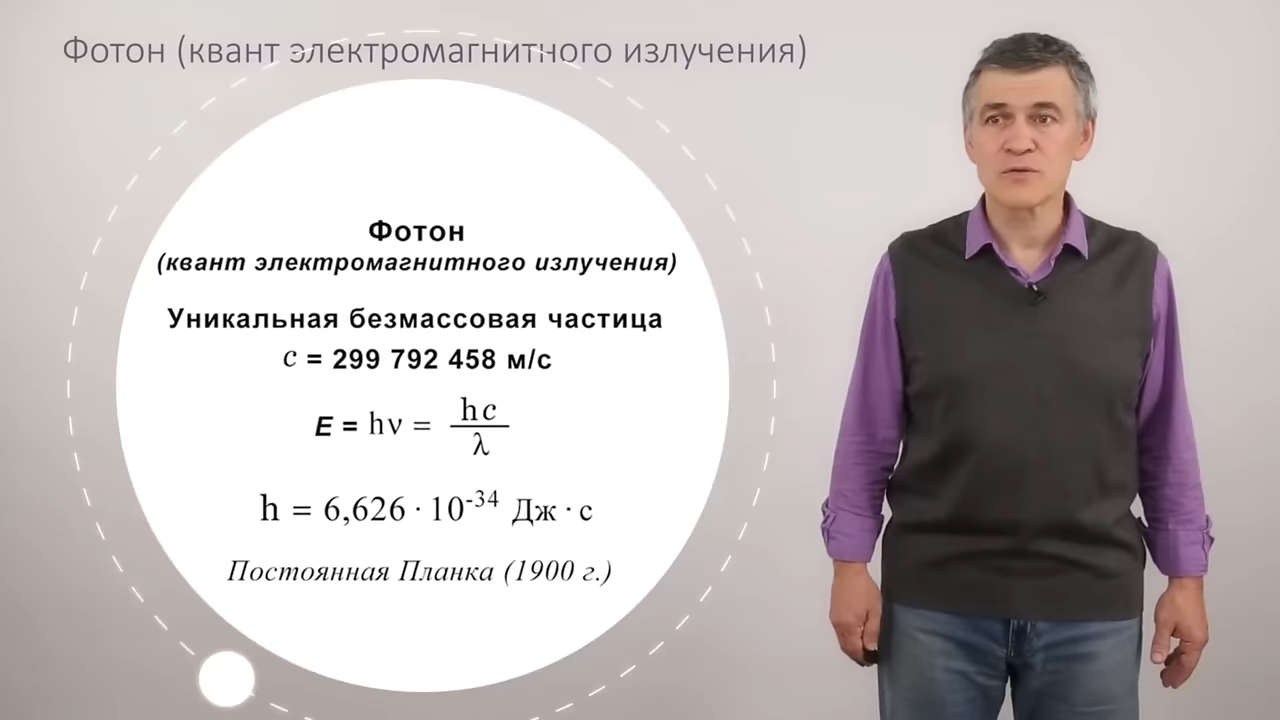 Фотон (квант электромагнитного излучения)
Фотон
(квант электромагнитного излучения)
Уникальная безмассовая частица
c = 299 792 458 м/с
E = hν = hc/λ
h = 6,626 · 10⁻³⁴ Дж · с
Постоянная Планка (1900 г.)